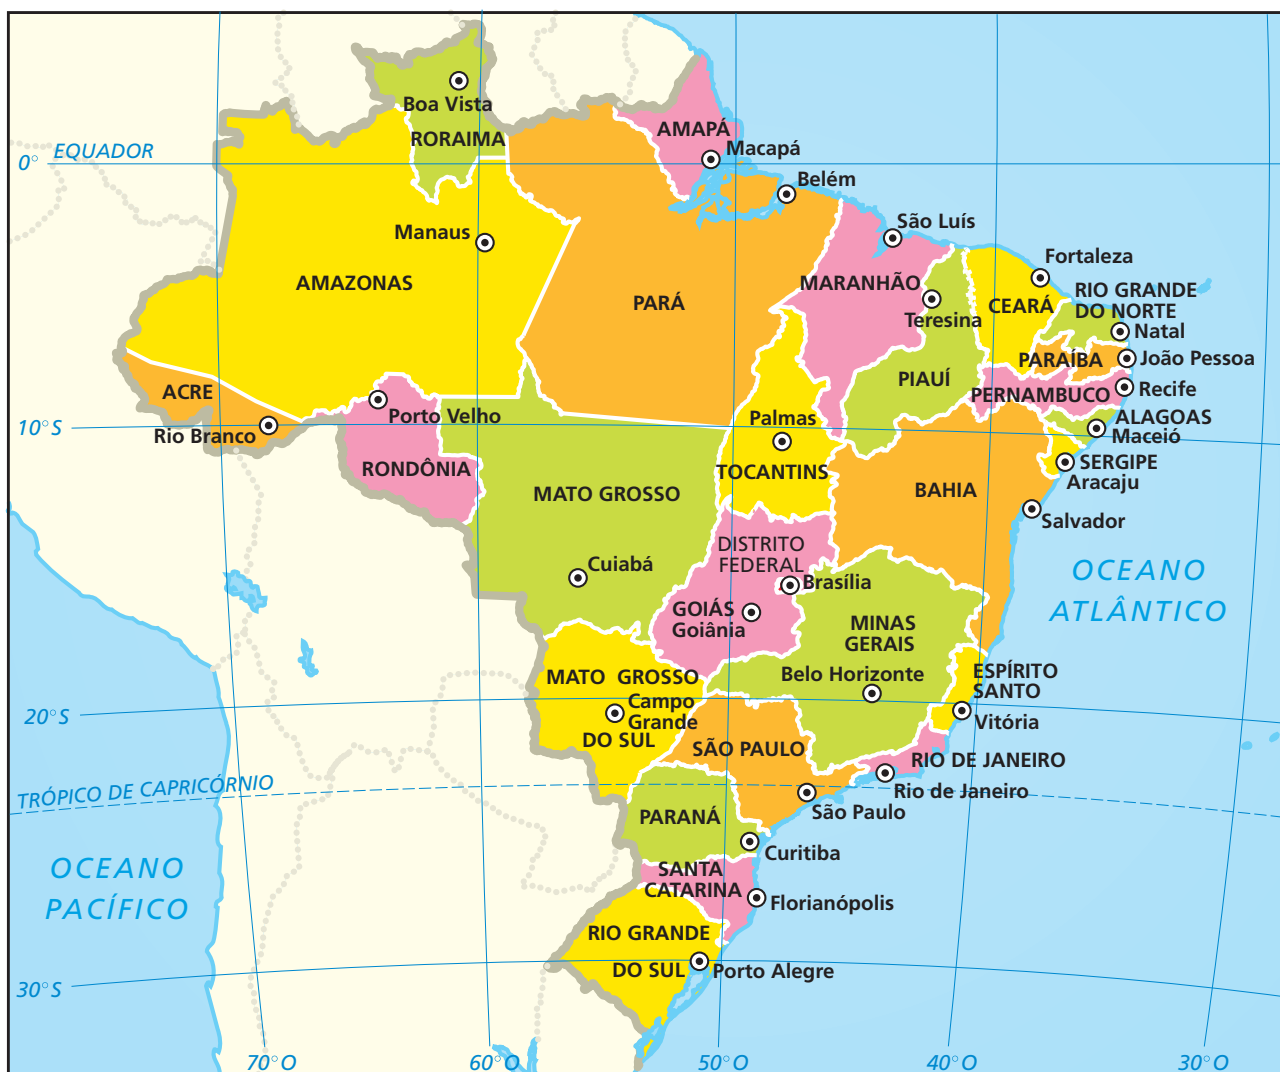 Boa Vista
RORAIMA
AMAPÁ
Macapá
0° EQUADOR
Belém
Manaus
São Luís
AMAZONAS
PARÁ
MARANHÃO
Teresina
Fortaleza
CEARÁ
RIO GRANDE
DO NORTE
Natal
PARAÍBA
João Pessoa
PIAUÍ
PERNAMBUCO
Recife
ACRE
Rio Branco
Porto Velho
Palmas
ALAGOAS
Maceió
10°S
RONDÔNIA
TOCANTINS
SERGIPE
Aracaju
MATO GROSSO
BAHIA
Salvador
DISTRITO
FEDERAL
Brasília
Cuiabá
GOIÁS
Goiânia
OCEANO
ATLÂNTICO
MINAS
GERAIS
Belo Horizonte
ESPÍRITO
SANTO
Vitória
MATO GROSSO
Campo
Grande
DO SUL
20°S
SÃO PAULO
RIO DE JANEIRO
Rio de Janeiro
TRÓPICO DE CAPRICÓRNIO
São Paulo
PARANÁ
Curitiba
OCEANO
PACÍFICO
SANTA
CATARINA
Florianópolis
RIO GRANDE
DO SUL
Porto Alegre
30°S
70°O
60°O
50°O
40°O
30°O